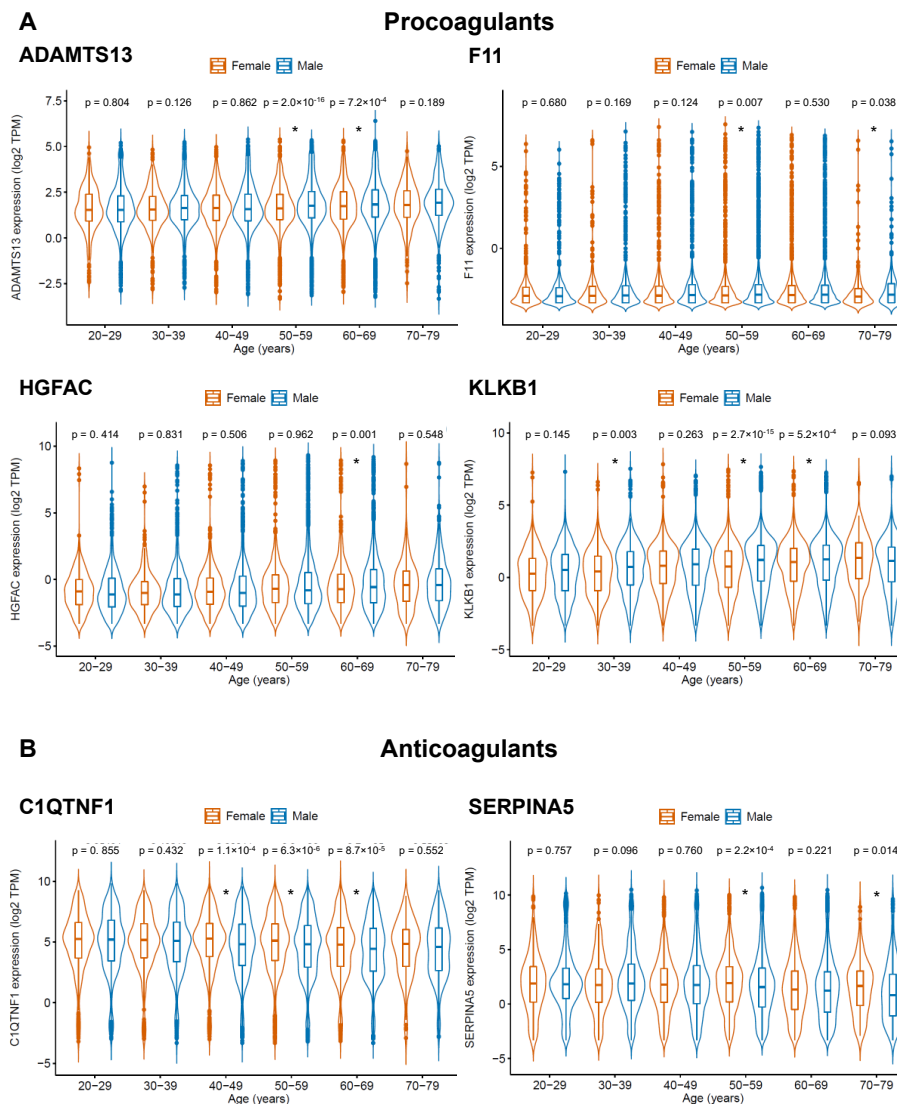 A Procoagulants
ADAMTS13
Female Male
p = 0.804 p = 0.126 p = 0.862 p = 2.0×10⁻¹⁶ p = 7.2×10⁻⁴ p = 0.189
* *
ADAMTS13 expression (log2 TPM)
7.5
5.0
2.5
0.0
−2.5
20−29 30−39 40−49 50−59 60−69 70−79
Age (years)
F11
Female Male
p = 0.680 p = 0.169 p = 0.124 p = 0.007 p = 0.530 p = 0.038
* *
F11 expression (log2 TPM)
5
0
20−29 30−39 40−49 50−59 60−69 70−79
Age (years)
HGFAC
Female Male
p = 0. 414 p = 0.831 p = 0.506 p = 0.962 p = 0.001 p = 0.548
*
HGFAC expression (log2 TPM)
10
5
0
−5
20−29 30−39 40−49 50−59 60−69 70−79
Age (years)
KLKB1
Female Male
p = 0.145 p = 0.003 p = 0.263 p = 2.7×10⁻¹⁵ p = 5.2×10⁻⁴ p = 0.093
* * *
KLKB1 expression (log2 TPM)
10
5
0
−5
20−29 30−39 40−49 50−59 60−69 70−79
Age (years)
B Anticoagulants
C1QTNF1
Female Male
p = 0. 855 p = 0.432 p = 1.1×10⁻⁴ p = 6.3×10⁻⁶ p = 8.7×10⁻⁵ p = 0.552
* * *
C1QTNF1 expression (log2 TPM)
10
5
0
−5
20−29 30−39 40−49 50−59 60−69 70−79
Age (years)
SERPINA5
Female Male
p = 0.757 p = 0.096 p = 0.760 p = 2.2×10⁻⁴ p = 0.221 p = 0.014
* *
SERPINA5 expression (log2 TPM)
10
5
0
−5
20−29 30−39 40−49 50−59 60−69 70−79
Age (years)